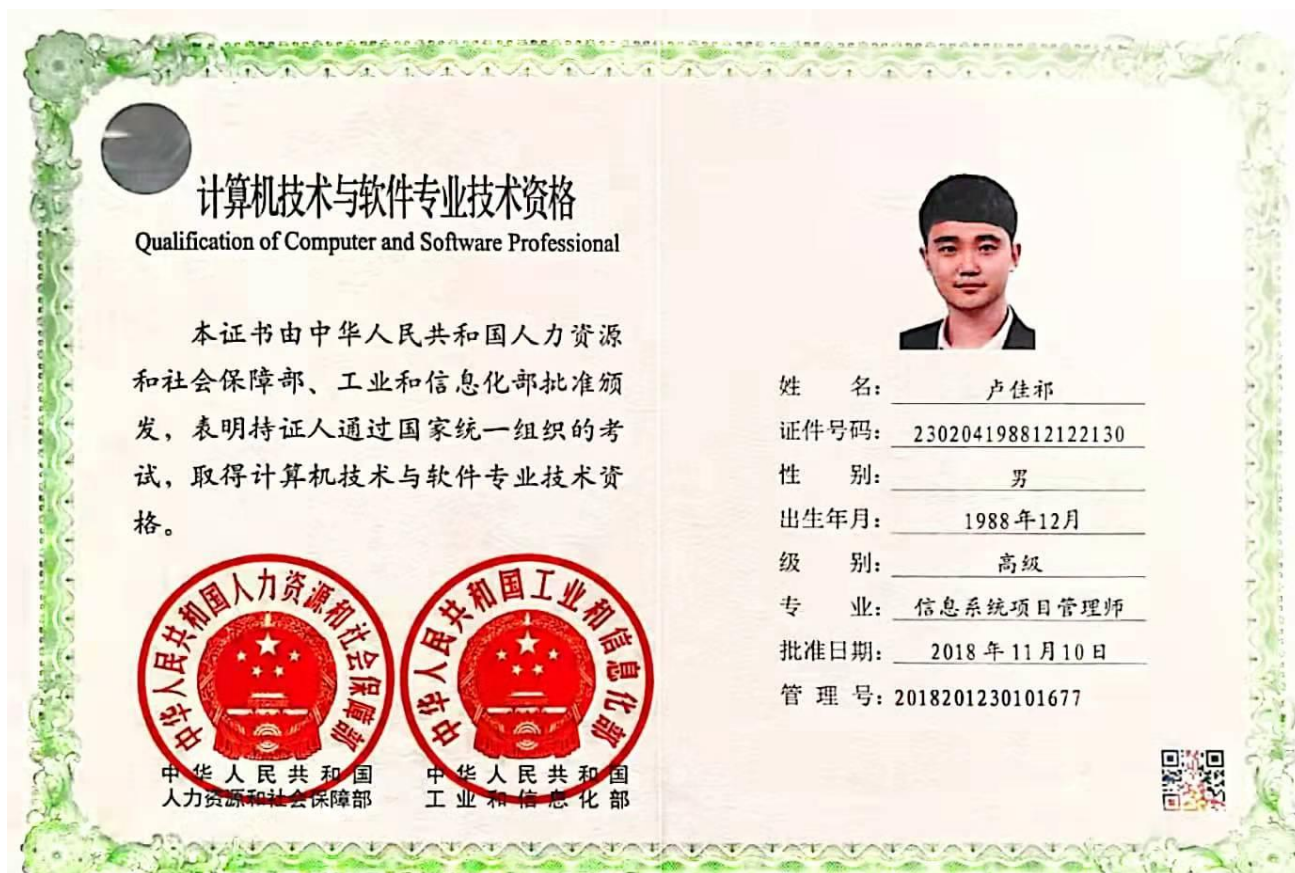 计算机技术与软件专业技术资格
Qualification of Computer and Software Professional
本证书由中华人民共和国人力资源
和社会保障部、工业和信息化部批准颁
发，表明持证人通过国家统一组织的考
试，取得计算机技术与软件专业技术资
格。
中华人民共和国人力资源和社会保障部
中华人民共和国
人力资源和社会保障部
中华人民共和国工业和信息化部
中华人民共和国
工业和信息化部
姓 名： 卢佳祁
证件号码： 230204198812122130
性 别： 男
出生年月： 1988年12月
级 别： 高级
专 业： 信息系统项目管理师
批准日期： 2018年11月10日
管 理 号： 2018201230101677